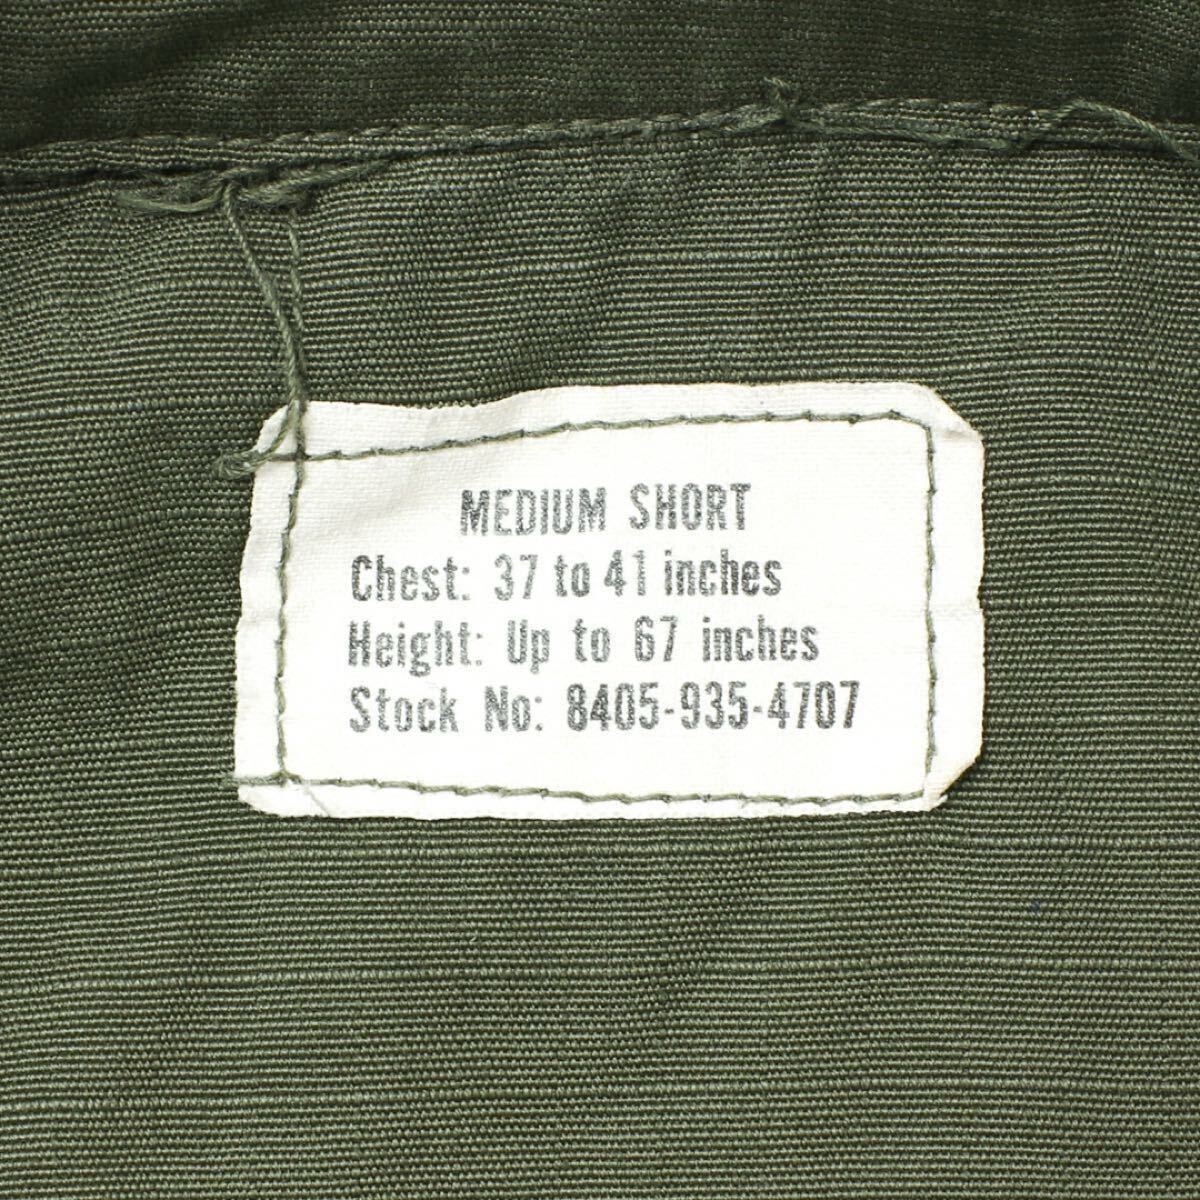 MEDIUM SHORT
Chest: 37 to 41 inches
Height: Up to 67 inches
Stock No: 8405-935-4707